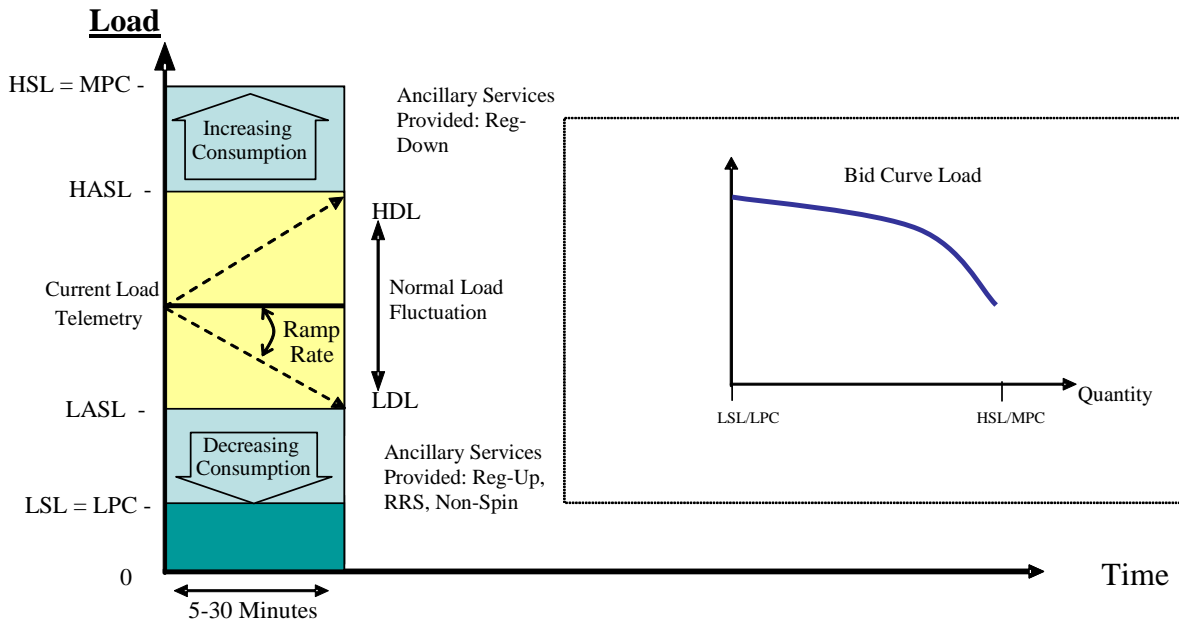 Load
HSL = MPC -
Increasing
Consumption
Ancillary Services
Provided: Reg-
Down
HASL -
HDL
Current Load
Telemetry
Normal Load
Fluctuation
Ramp
Rate
LDL
LASL -
Decreasing
Consumption
Ancillary Services
Provided: Reg-Up,
RRS, Non-Spin
LSL = LPC -
0
5-30 Minutes
Time
Bid Curve Load
Quantity
LSL/LPC
HSL/MPC